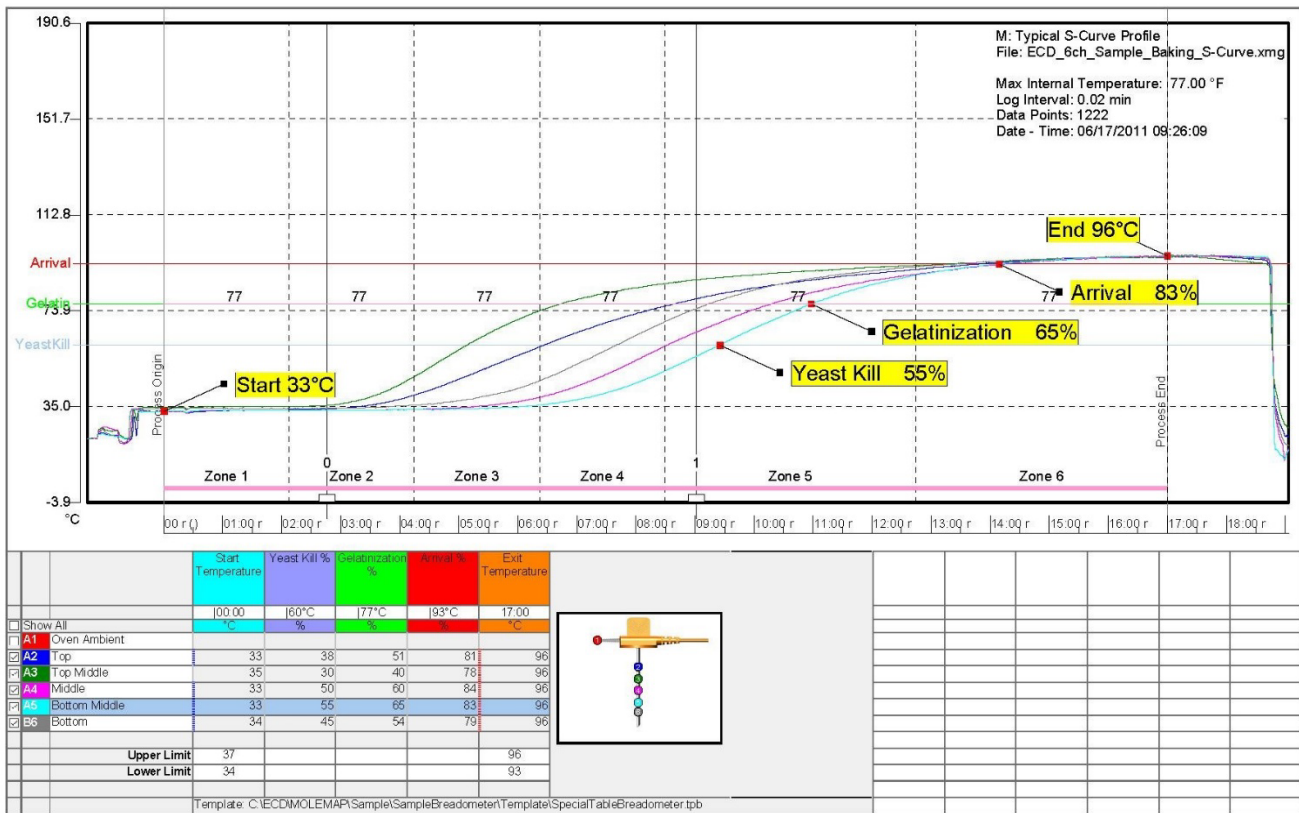 190.6
151.7
112.8
Arrival
Gelatin
73.9
YeastKill
35.0
-3.9
°C
M: Typical S-Curve Profile
File: ECD_6ch_Sample_Baking_S-Curve.xmg
Max Internal Temperature: 77.00 °F
Log Interval: 0.02 min
Data Points: 1222
Date - Time: 06/17/2011 09:26:09
End 96°C
Arrival 83%
Gelatinization 65%
Yeast Kill 55%
Start 33°C
77 77 77 77 77 77
Process Origin
Process End
0 1
Zone 1 Zone 2 Zone 3 Zone 4 Zone 5 Zone 6
01:00 r 02:00 r 03:00 r 04:00 r 05:00 r 06:00 r 07:00 r 08:00 r 09:00 r 10:00 r 11:00 r 12:00 r 13:00 r 14:00 r 15:00 r 16:00 r 17:00 r 18:00 r
Start Temperature Yeast Kill % Gelatinization % Arrival % Exit Temperature
|00:00 |60°C |77°C |93°C 17:00
Show All °C % % % °C
A1 Oven Ambient
A2 Top 33 38 51 81 96
A3 Top Middle 35 30 40 78 96
A4 Middle 33 50 60 84 96
A5 Bottom Middle 33 55 65 83 96
B6 Bottom 34 45 54 79 96
Upper Limit 37 96
Lower Limit 34 93
Template: C:\ECD\MOLEMAP\Sample\SampleBreadometer\Template\SpecialTableBreadometer.tpb
1
2